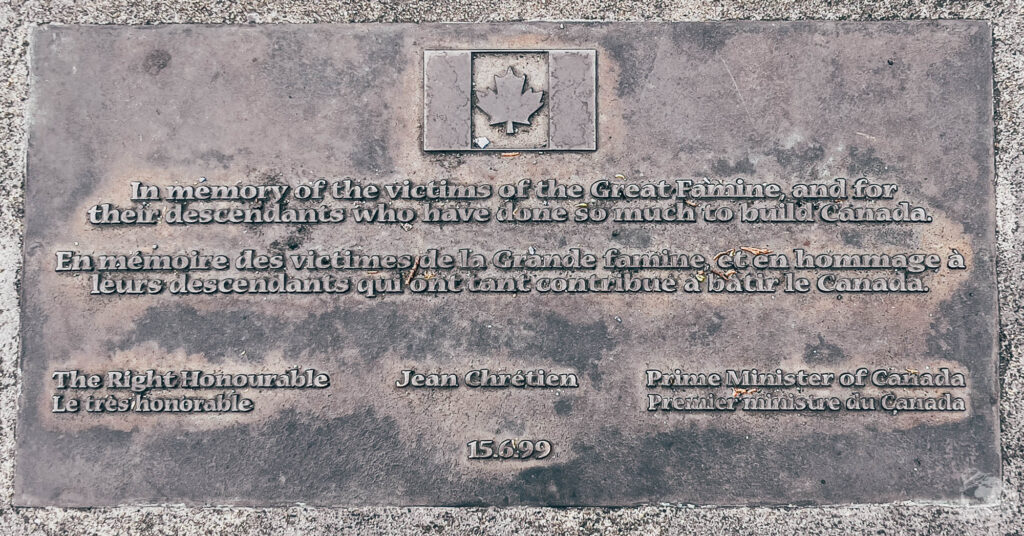 In memory of the victims of the Great Famine, and for
their descendants who have done so much to build Canada.
En mémoire des victimes de la Grande famine, et en hommage à
leurs descendants qui ont tant contribué à bâtir le Canada.
The Right Honourable
Le très honorable
Jean Chrétien
Prime Minister of Canada
Premier ministre du Canada
15.6.99